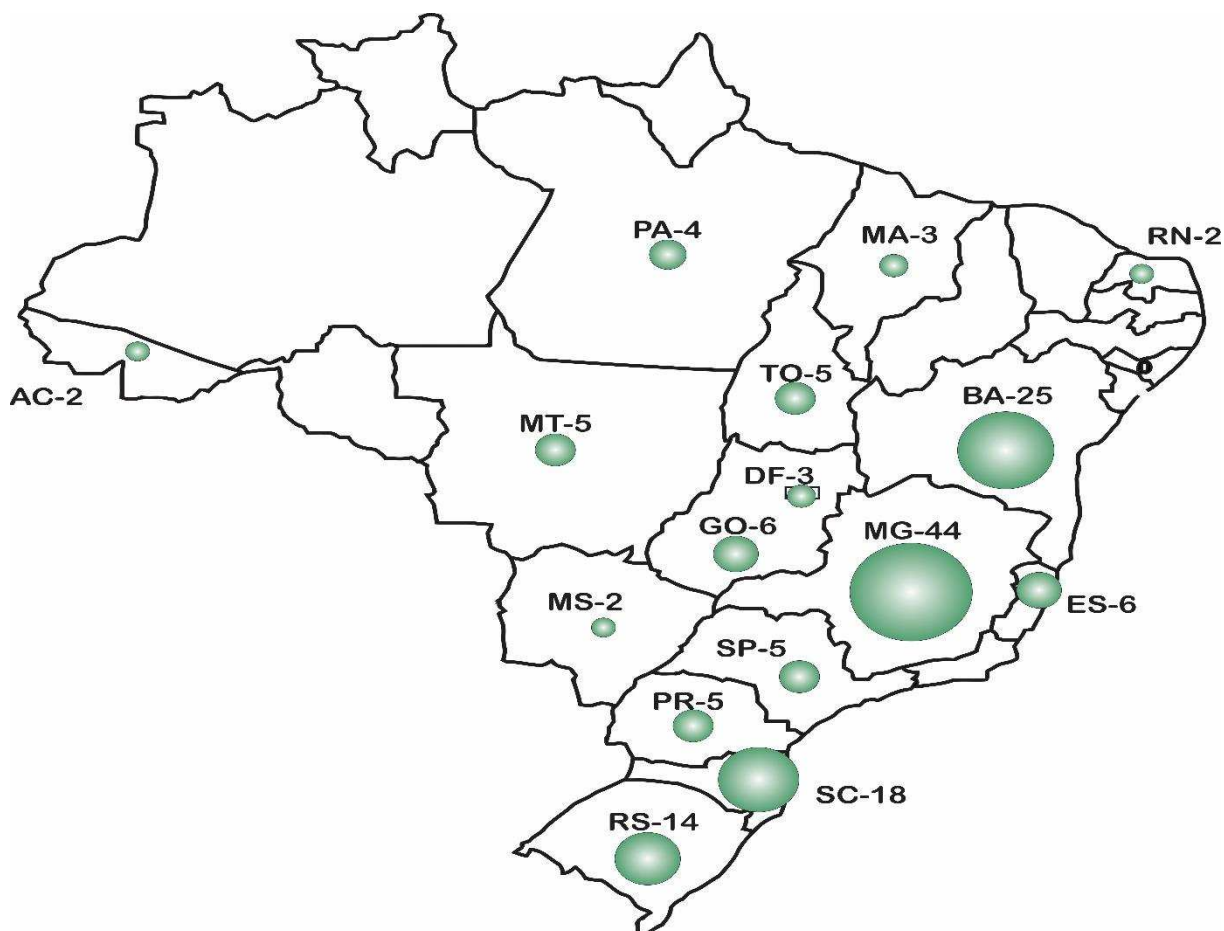 PA-4
MA-3
RN-2
AC-2
TO-5
BA-25
MT-5
DF-3
GO-6
MG-44
MS-2
ES-6
SP-5
PR-5
SC-18
RS-14